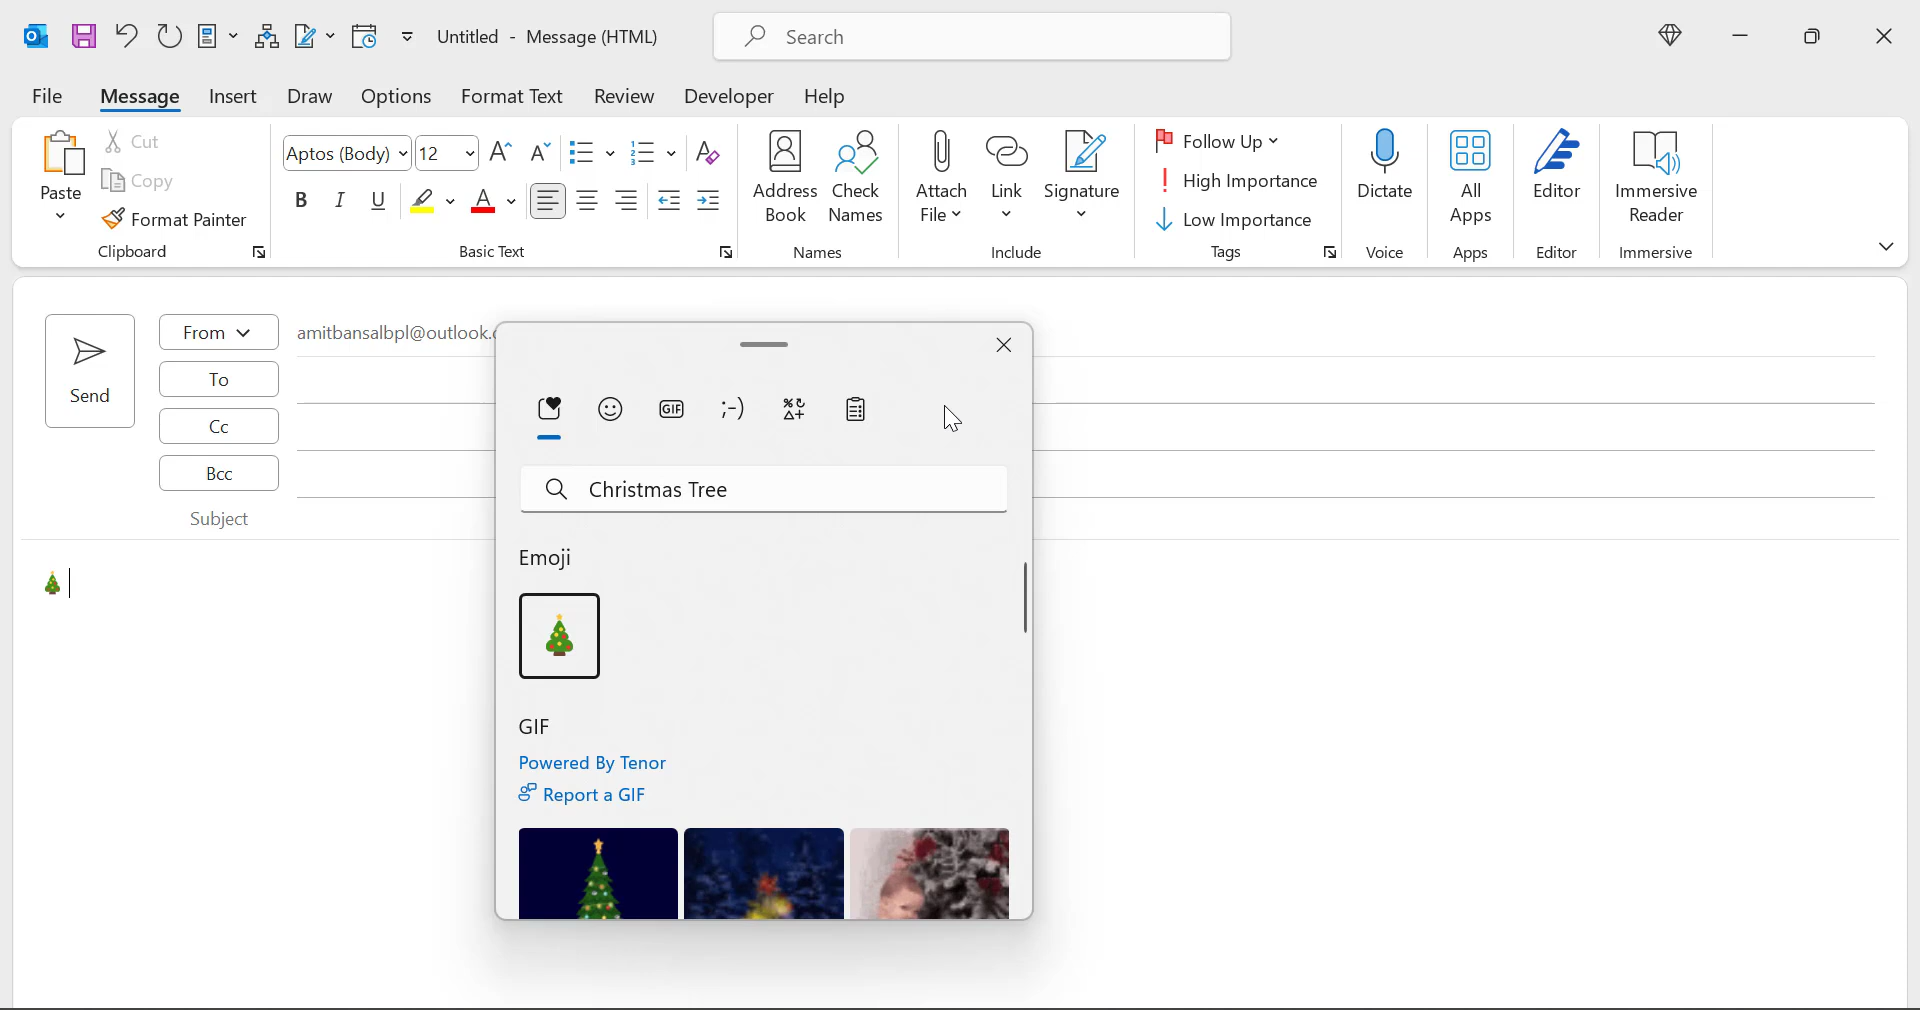 Untitled - Message (HTML)
Search
File Message Insert Draw Options Format Text Review Developer Help
Paste
Cut
Copy
Format Painter
Clipboard
Aptos (Body) 12
B I U A
Basic Text
Address Book
Check Names
Names
Attach File
Link
Signature
Include
Follow Up
High Importance
Low Importance
Tags
Dictate
Voice
All Apps
Apps
Editor
Editor
Immersive Reader
Immersive
Send
From amitbansalbpl@outlook.
To
Cc
Bcc
Subject
GIF ;-)
Christmas Tree
Emoji
GIF
Powered By Tenor
Report a GIF